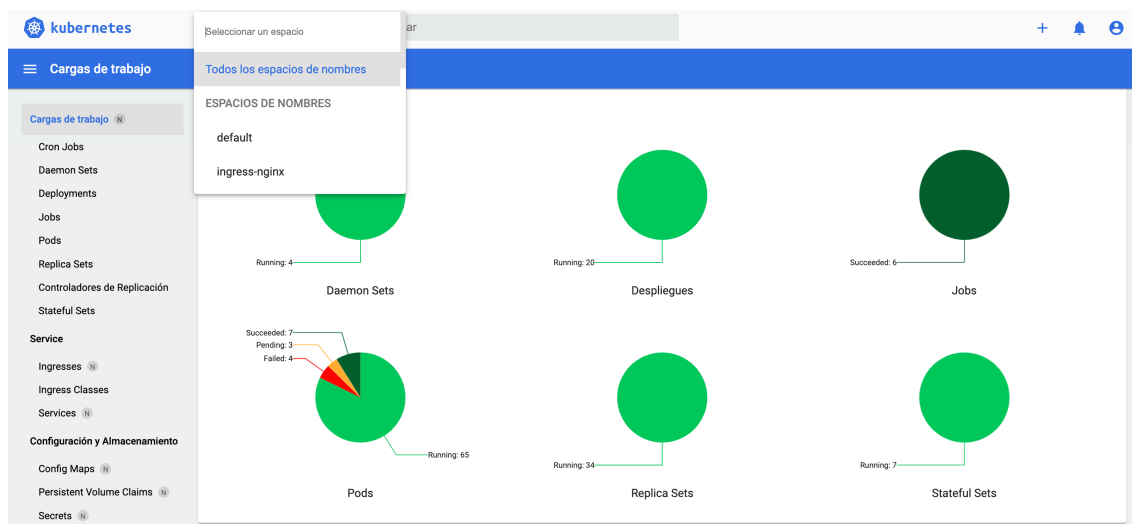 kubernetes
Seleccionar un espacio
ar
+
Cargas de trabajo
Todos los espacios de nombres
ESPACIOS DE NOMBRES
default
ingress-nginx
Cargas de trabajo N
Cron Jobs
Daemon Sets
Deployments
Jobs
Pods
Replica Sets
Controladores de Replicación
Stateful Sets
Service
Ingresses N
Ingress Classes
Services N
Configuración y Almacenamiento
Config Maps N
Persistent Volume Claims N
Secrets N
Running: 4
Daemon Sets
Running: 20
Despliegues
Succeeded: 6
Jobs
Succeeded: 7
Pending: 3
Failed: 4
Running: 65
Pods
Running: 34
Replica Sets
Running: 7
Stateful Sets